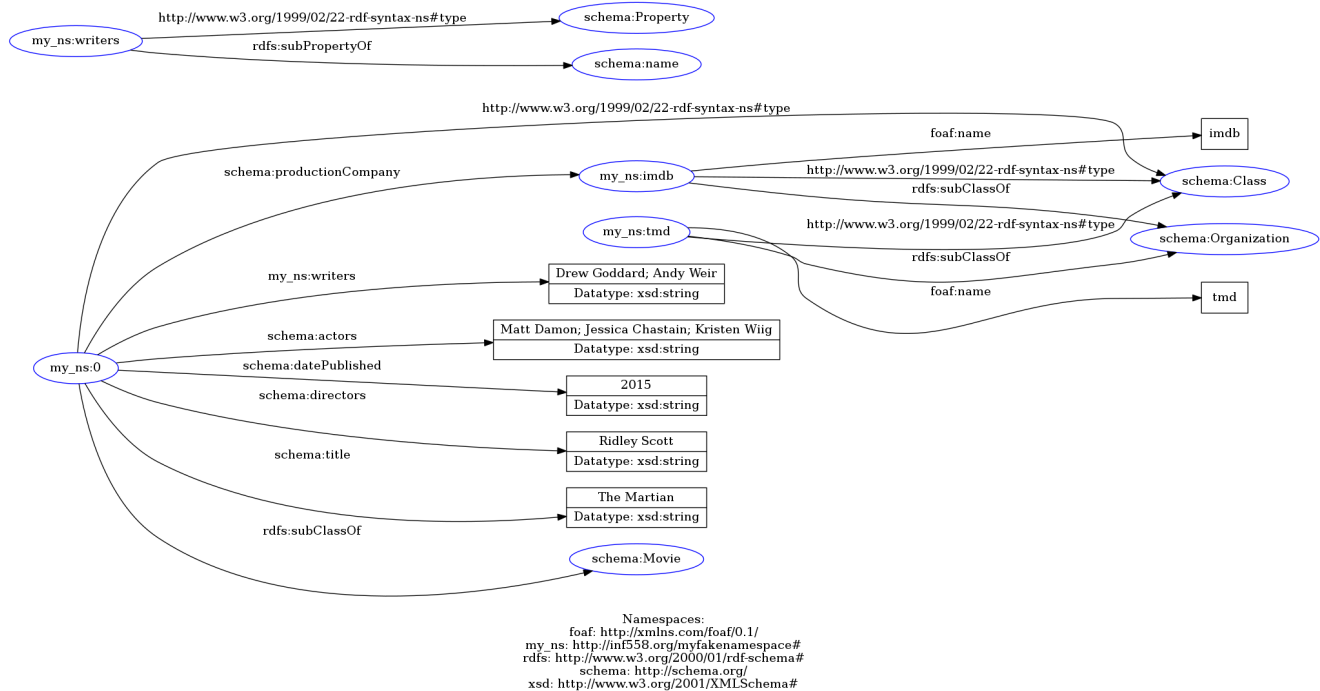 http://www.w3.org/1999/02/22-rdf-syntax-ns#type
schema:Property
my_ns:writers
rdfs:subPropertyOf
schema:name
http://www.w3.org/1999/02/22-rdf-syntax-ns#type
foaf:name
imdb
schema:productionCompany
my_ns:imdb
http://www.w3.org/1999/02/22-rdf-syntax-ns#type
schema:Class
rdfs:subClassOf
my_ns:tmd
http://www.w3.org/1999/02/22-rdf-syntax-ns#type
schema:Organization
rdfs:subClassOf
my_ns:writers
Drew Goddard; Andy Weir
Datatype: xsd:string
foaf:name
tmd
schema:actors
Matt Damon; Jessica Chastain; Kristen Wiig
Datatype: xsd:string
my_ns:0
schema:datePublished
2015
Datatype: xsd:string
schema:directors
Ridley Scott
Datatype: xsd:string
schema:title
The Martian
Datatype: xsd:string
rdfs:subClassOf
schema:Movie
Namespaces:
foaf: http://xmlns.com/foaf/0.1/
my_ns: http://inf558.org/myfakenamespace#
rdfs: http://www.w3.org/2000/01/rdf-schema#
schema: http://schema.org/
xsd: http://www.w3.org/2001/XMLSchema#